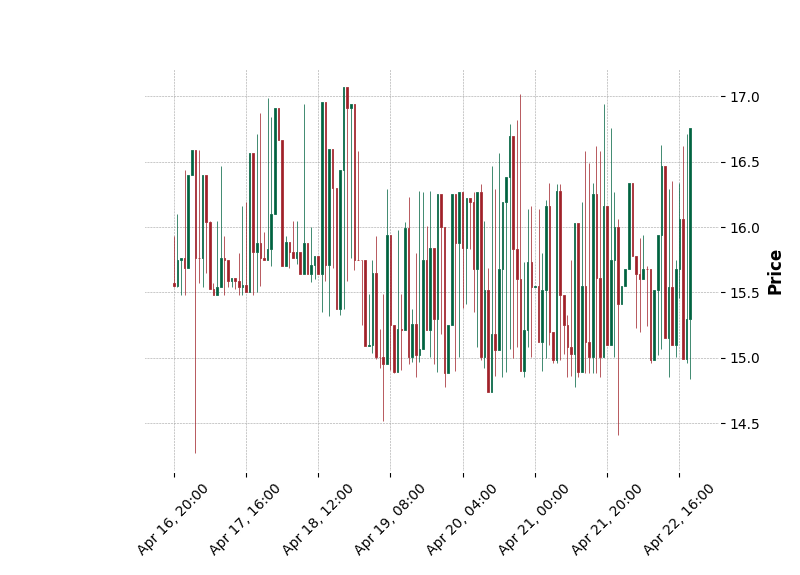 17.0
16.5
16.0
15.5
15.0
14.5
Price
Apr 16, 20:00
Apr 17, 16:00
Apr 18, 12:00
Apr 19, 08:00
Apr 20, 04:00
Apr 21, 00:00
Apr 21, 20:00
Apr 22, 16:00